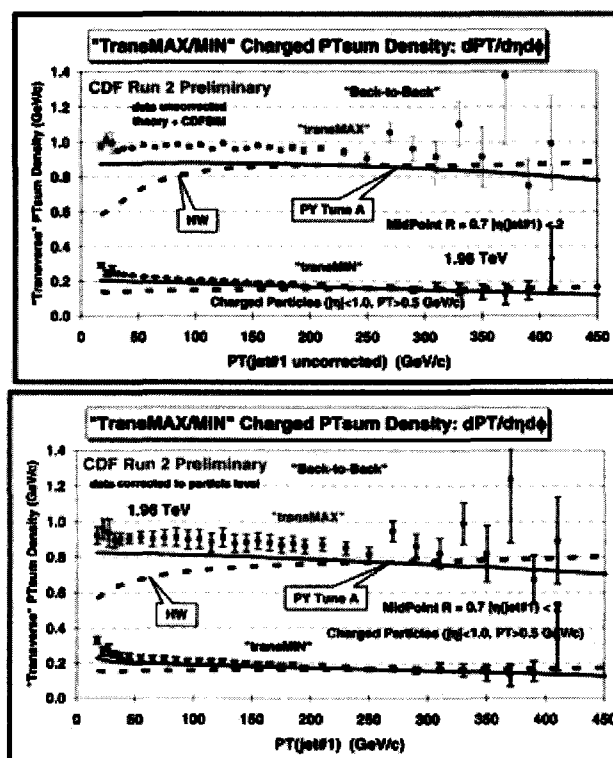 "TransMAX/MIN" Charged PTsum Density: dPT/dηdϕ
"Transverse" PTsum Density (GeV/c)
1.4
1.2
1.0
0.8
0.6
0.4
0.2
0.0
CDF Run 2 Preliminary
data uncorrected
theory + CDFSIM
"Back-to-Back"
"transMAX"
HW
PY Tune A
MidPoint R = 0.7 |η(jet#1) < 2
1.96 TeV
"transMIN"
Charged Particles (|η|<1.0, PT>0.5 GeV/c)
0 50 100 150 200 250 300 350 400 450
PT(jet#1 uncorrected) (GeV/c)
"TransMAX/MIN" Charged PTsum Density: dPT/dηdϕ
"Transverse" PTsum Density (GeV/c)
1.4
1.2
1.0
0.8
0.6
0.4
0.2
0.0
CDF Run 2 Preliminary
data corrected to particle level
"Back-to-Back"
1.96 TeV
"transMAX"
HW
PY Tune A
MidPoint R = 0.7 |η(jet#1) < 2
Charged Particles (|η|<1.0, PT>0.5 GeV/c)
"transMIN"
0 50 100 150 200 250 300 350 400 450
PT(jet#1) (GeV/c)